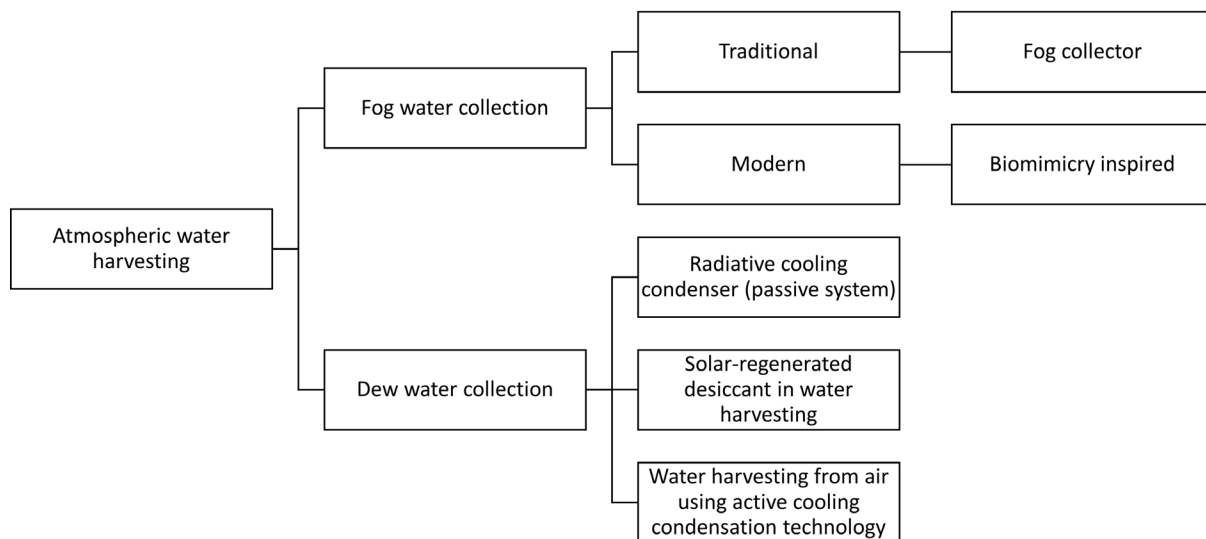 Traditional
Fog collector
Fog water collection
Modern
Biomimicry inspired
Atmospheric water
harvesting
Radiative cooling
condenser (passive system)
Dew water collection
Solar-regenerated
desiccant in water
harvesting
Water harvesting from air
using active cooling
condensation technology